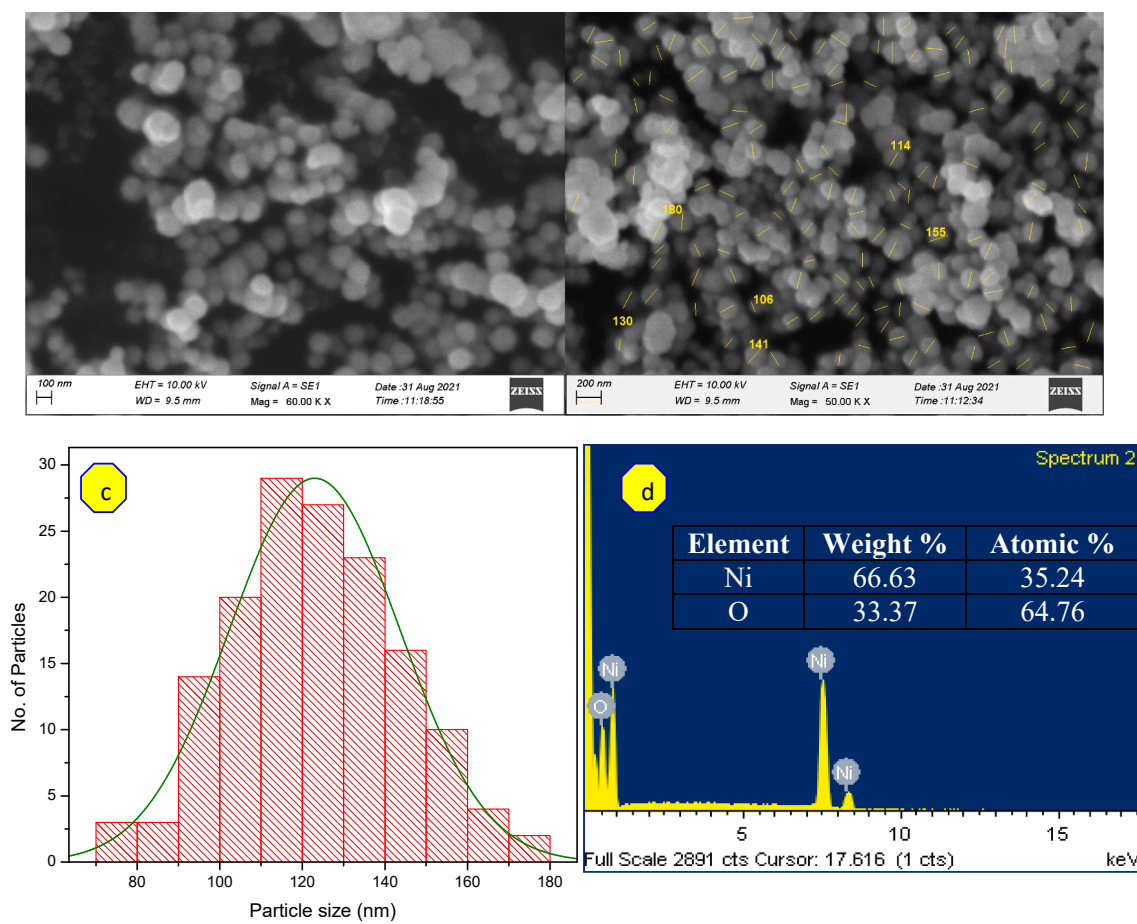 114
180
155
106
130
141
100 nm
EHT = 10.00 kV
Signal A = SE1
Date :31 Aug 2021
WD = 9.5 mm
Mag = 60.00 K X
Time :11:18:55
ZEISS
200 nm
EHT = 10.00 kV
Signal A = SE1
Date :31 Aug 2021
WD = 9.5 mm
Mag = 50.00 K X
Time :11:12:34
ZEISS
c
No. of Particles
30
25
20
15
10
5
0
80 100 120 140 160 180
Particle size (nm)
d
Spectrum 2
Element Weight % Atomic %
Ni 66.63 35.24
O 33.37 64.76
Ni
O
Ni
Ni
5 10 15
Full Scale 2891 cts Cursor: 17.616 (1 cts) keV